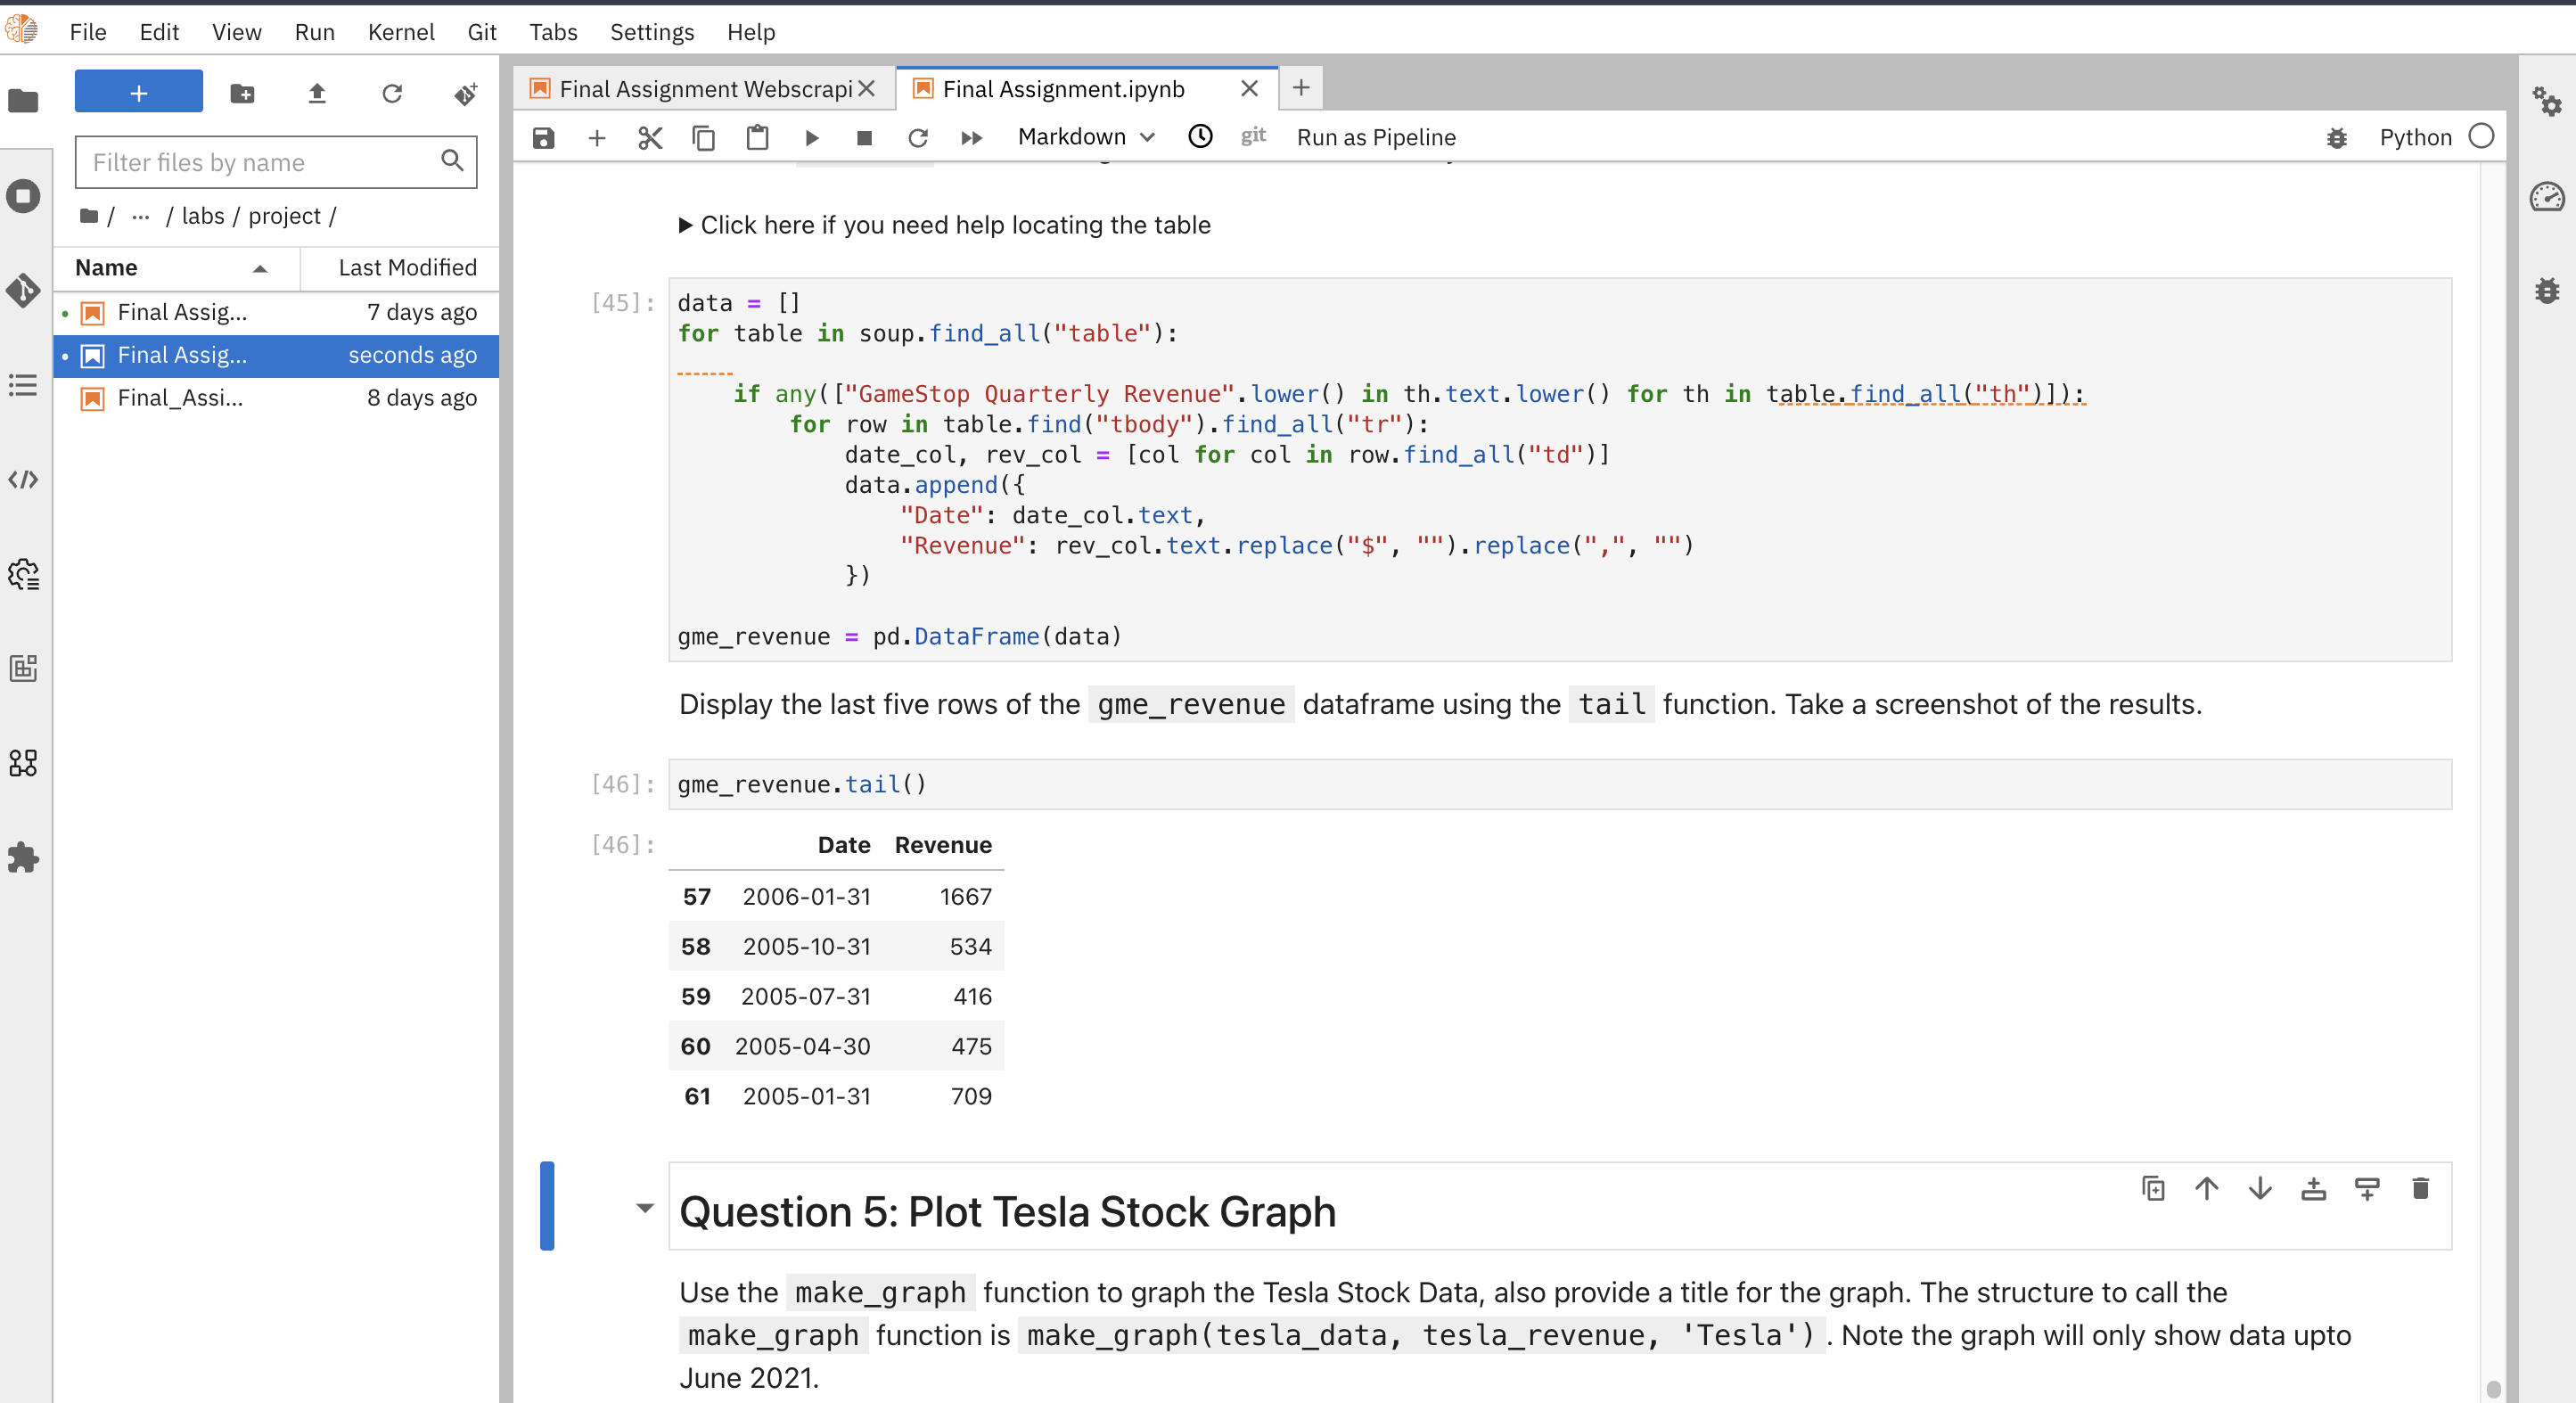 File Edit View Run Kernel Git Tabs Settings Help
+
Filter files by name
/ ... / labs / project /
Name Last Modified
Final Assig... 7 days ago
Final Assig... seconds ago
Final_Assi... 8 days ago
Final Assignment Webscrapi Final Assignment.ipynb +
Markdown git Run as Pipeline Python
Click here if you need help locating the table
[45]: data = []
for table in soup.find_all("table"):
if any(["GameStop Quarterly Revenue".lower() in th.text.lower() for th in table.find_all("th")]):
for row in table.find("tbody").find_all("tr"):
date_col, rev_col = [col for col in row.find_all("td")]
data.append({
"Date": date_col.text,
"Revenue": rev_col.text.replace("$", "").replace(",", "")
})
gme_revenue = pd.DataFrame(data)
Display the last five rows of the gme_revenue dataframe using the tail function. Take a screenshot of the results.
[46]: gme_revenue.tail()
[46]: Date Revenue
57 2006-01-31 1667
58 2005-10-31 534
59 2005-07-31 416
60 2005-04-30 475
61 2005-01-31 709
Question 5: Plot Tesla Stock Graph
Use the make_graph function to graph the Tesla Stock Data, also provide a title for the graph. The structure to call the
make_graph function is make_graph(tesla_data, tesla_revenue, 'Tesla') . Note the graph will only show data upto
June 2021.